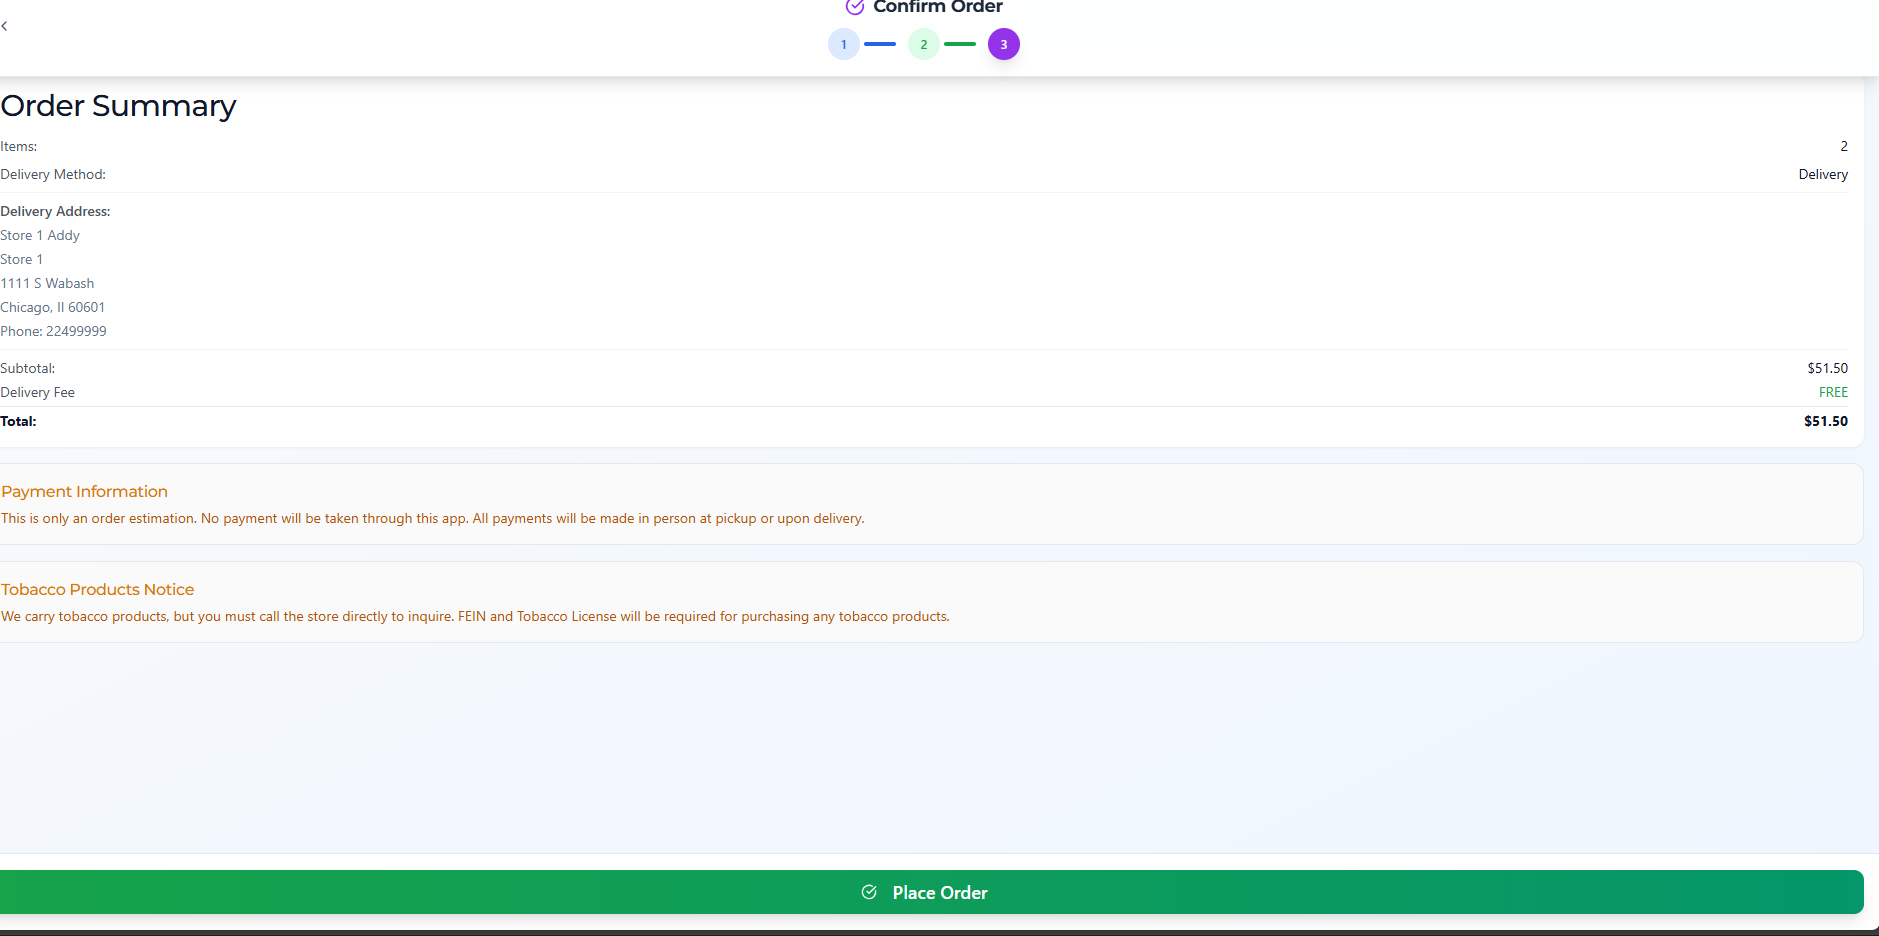 Confirm Order
1 2 3
Order Summary
Items: 2
Delivery Method: Delivery
Delivery Address:
Store 1 Addy
Store 1
1111 S Wabash
Chicago, Il 60601
Phone: 22499999
Subtotal: $51.50
Delivery Fee FREE
Total: $51.50
Payment Information
This is only an order estimation. No payment will be taken through this app. All payments will be made in person at pickup or upon delivery.
Tobacco Products Notice
We carry tobacco products, but you must call the store directly to inquire. FEIN and Tobacco License will be required for purchasing any tobacco products.
Place Order